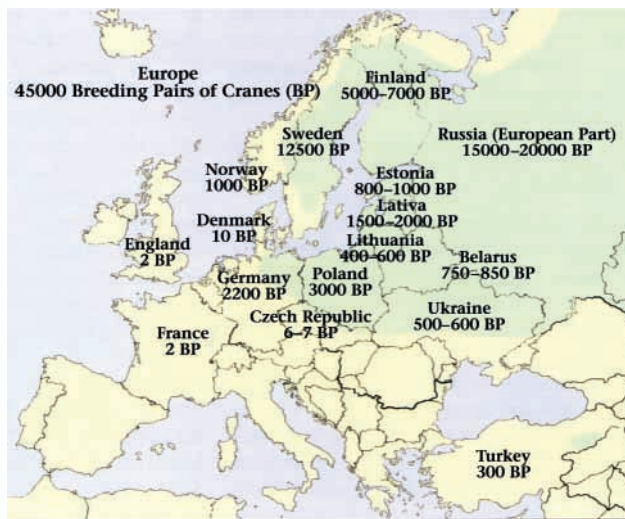 Europe
45000 Breeding Pairs of Cranes (BP)
Finland
5000–7000 BP
Sweden
12500 BP
Russia (European Part)
15000–20000 BP
Norway
1000 BP
Estonia
800–1000 BP
Denmark
10 BP
Lativa
1500–2000 BP
England
2 BP
Lithuania
400–600 BP
Belarus
750–850 BP
Germany
2200 BP
Poland
3000 BP
Ukraine
500–600 BP
Czech Republic
6–7 BP
France
2 BP
Turkey
300 BP